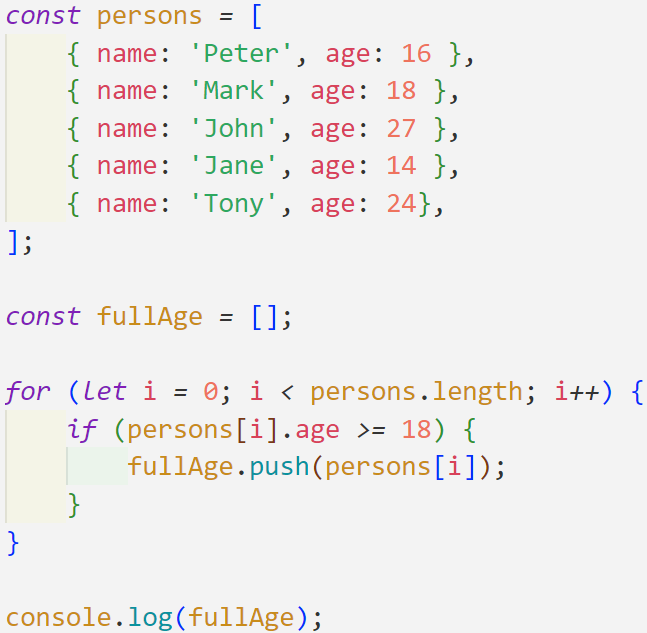 const persons = [
    { name: 'Peter', age: 16 },
    { name: 'Mark', age: 18 },
    { name: 'John', age: 27 },
    { name: 'Jane', age: 14 },
    { name: 'Tony', age: 24},
];

const fullAge = [];

for (let i = 0; i < persons.length; i++) {
    if (persons[i].age >= 18) {
        fullAge.push(persons[i]);
    }
}

console.log(fullAge);